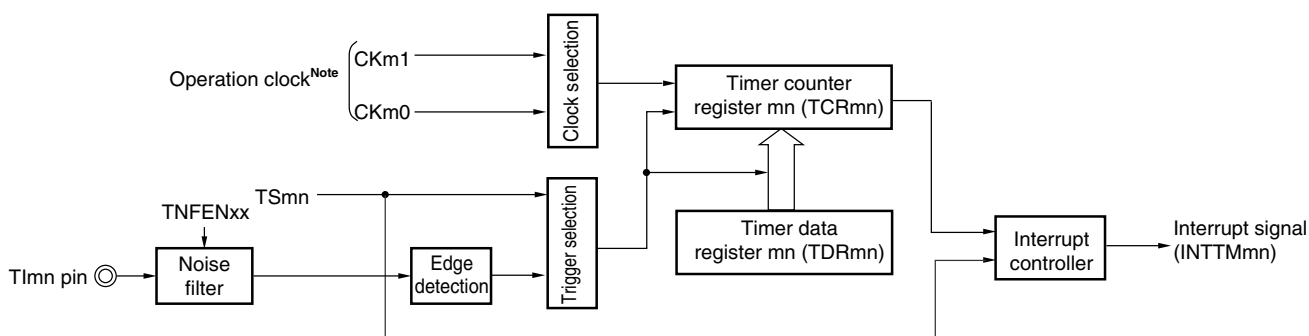 Operation clockNote
CKm1
CKm0
Clock selection
Timer counter
register mn (TCRmn)
TSmn
TNFENxx
TImn pin
Noise
filter
Edge
detection
Trigger selection
Timer data
register mn (TDRmn)
Interrupt
controller
Interrupt signal
(INTTMmn)